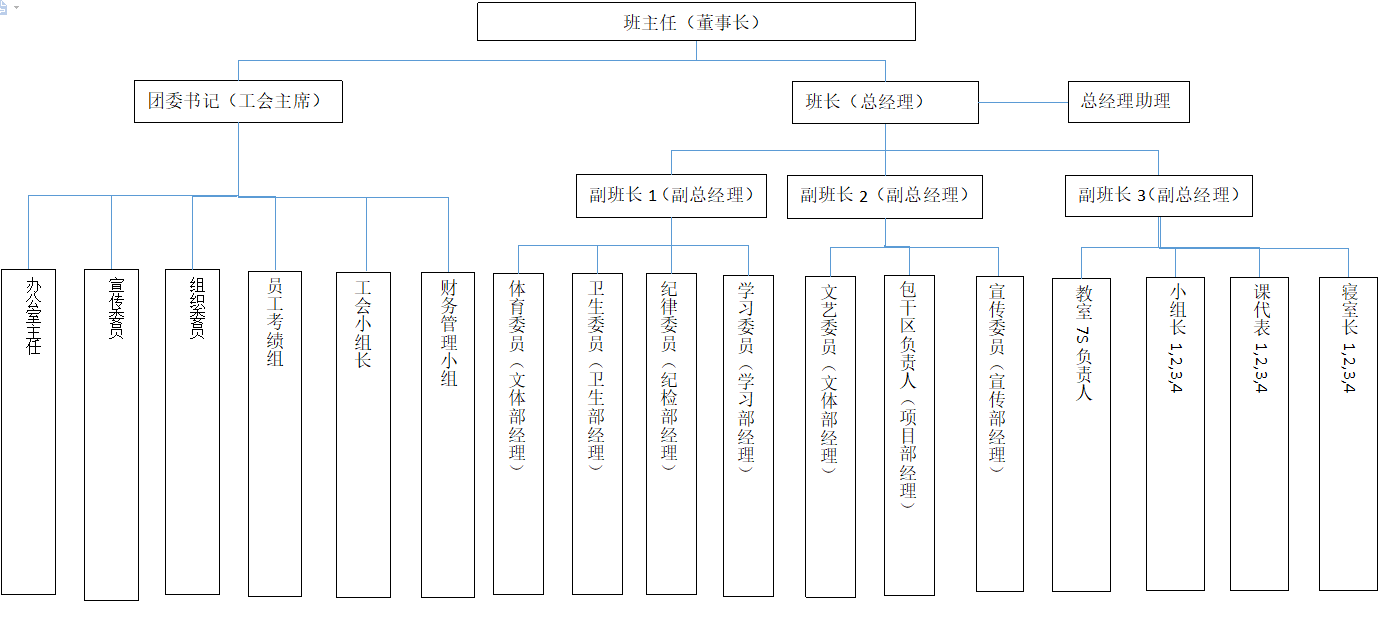 班主任（董事长）
团委书记（工会主席）
班长（总经理）
总经理助理
副班长 1（副总经理）
副班长 2（副总经理）
副班长 3（副总经理）
办公室主任
宣传委员
组织委员
员工考绩组
工会小组长
财务管理小组
体育委员（文体部经理）
卫生委员（卫生部经理）
纪律委员（纪检部经理）
学习委员（学习部经理）
文艺委员（文体部经理）
包干区负责人（项目部经理）
宣传委员（宣传部经理）
教室 7S 负责人
小组长 1,2,3,4
课代表 1,2,3,4
寝室长 1,2,3,4